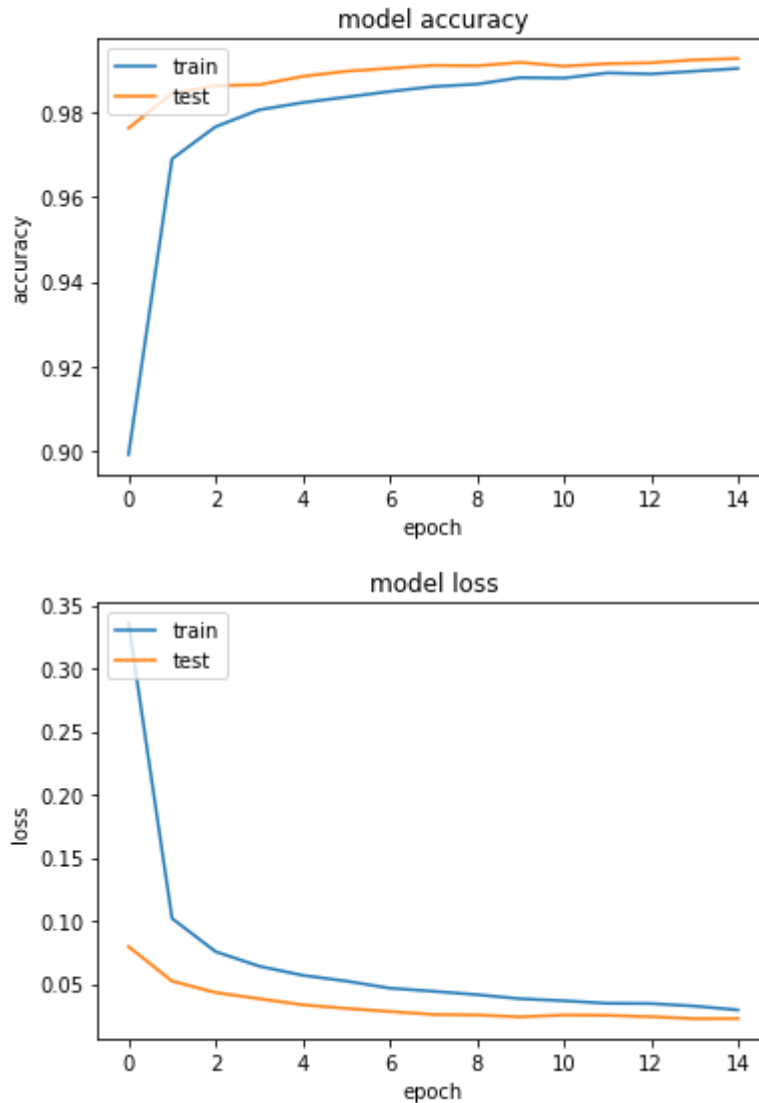 model accuracy
train
test
0.98
0.96
0.94
0.92
0.90
accuracy
0 2 4 6 8 10 12 14
epoch
model loss
0.35
train
test
0.30
0.25
0.20
0.15
0.10
0.05
loss
0 2 4 6 8 10 12 14
epoch